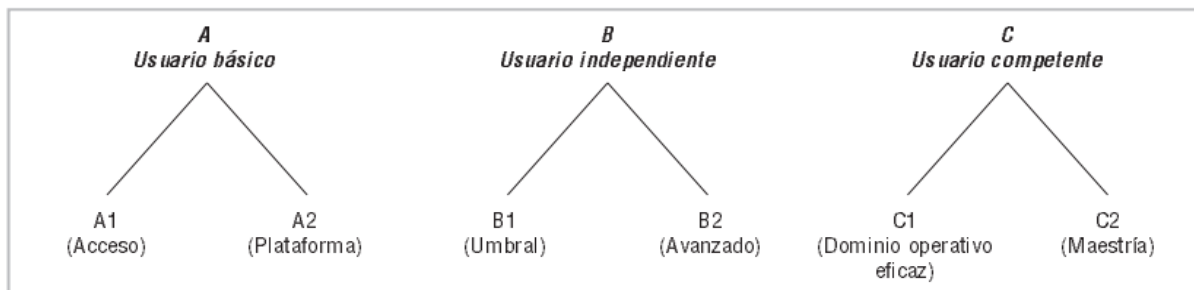 A
Usuario básico
B
Usuario independiente
C
Usuario competente
A1
(Acceso)
A2
(Plataforma)
B1
(Umbral)
B2
(Avanzado)
C1
(Dominio operativo
eficaz)
C2
(Maestría)